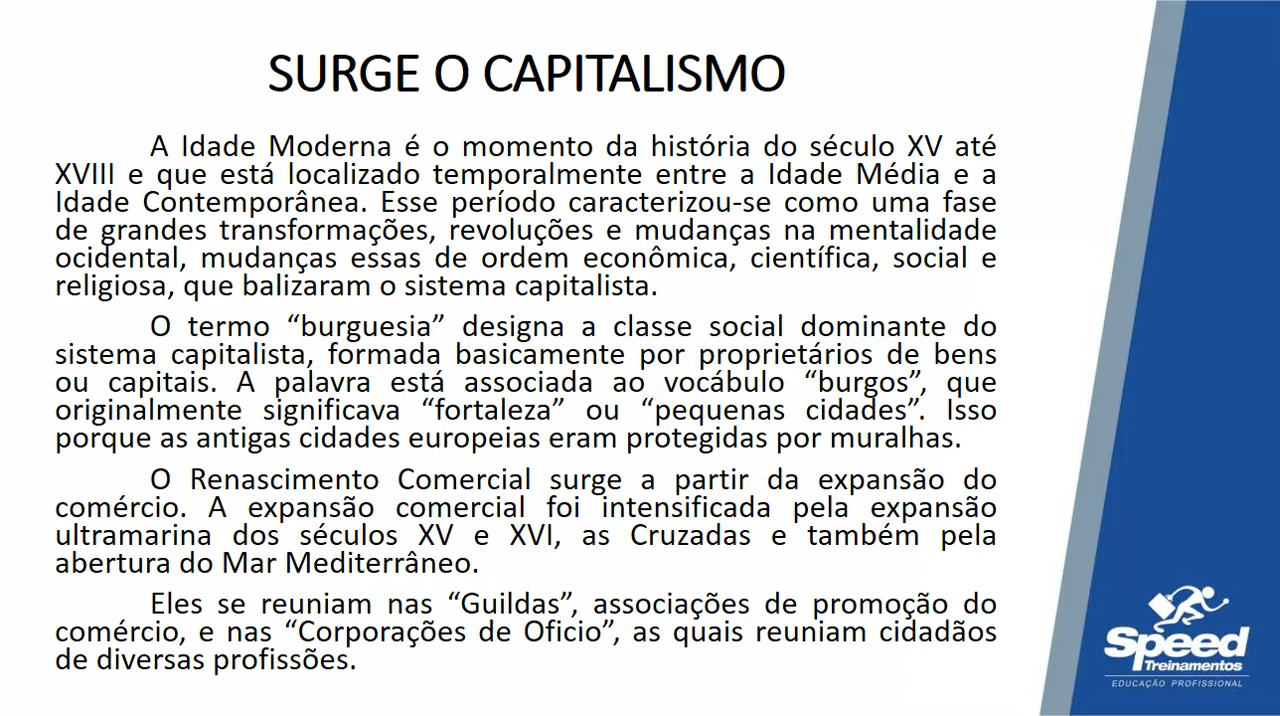 SURGE O CAPITALISMO
A Idade Moderna é o momento da história do século XV até
XVIII e que está localizado temporalmente entre a Idade Média e a
Idade Contemporânea. Esse período caracterizou-se como uma fase
de grandes transformações, revoluções e mudanças na mentalidade
ocidental, mudanças essas de ordem econômica, científica, social e
religiosa, que balizaram o sistema capitalista.
O termo “burguesia” designa a classe social dominante do
sistema capitalista, formada basicamente por proprietários de bens
ou capitais. A palavra está associada ao vocábulo “burgos”, que
originalmente significava “fortaleza” ou “pequenas cidades”. Isso
porque as antigas cidades europeias eram protegidas por muralhas.
O Renascimento Comercial surge a partir da expansão do
comércio. A expansão comercial foi intensificada pela expansão
ultramarina dos séculos XV e XVI, as Cruzadas e também pela
abertura do Mar Mediterrâneo.
Eles se reuniam nas “Guildas”, associações de promoção do
comércio, e nas “Corporações de Oficio”, as quais reuniam cidadãos
de diversas profissões.
Speed
Treinamentos
EDUCAÇÃO PROFISSIONAL